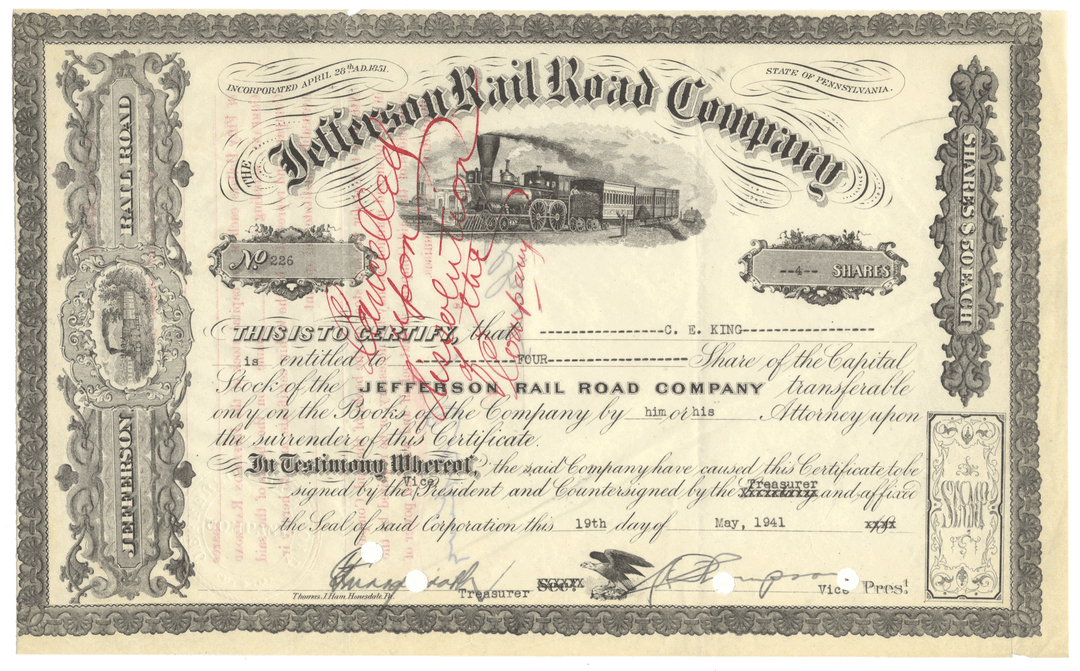 INCORPORATED APRIL 28th A.D. 1851.
STATE OF PENNSYLVANIA.
THE Jefferson Rail Road Company
RAIL ROAD
JEFFERSON
SHARES $50 EACH
No 226
--4-- SHARES
Cancelled
upon
Dissolution
of the
Company
THIS IS TO CERTIFY, that ---------------C. E. KING----------------
is entitled to -----------FOUR--------------- Share of the Capital
Stock of the JEFFERSON RAIL ROAD COMPANY transferable
only on the Books of the Company by him, or his Attorney upon
the surrender of this Certificate.
In Testimony Whereof, the said Company have caused this Certificate to be
signed by the Vice President and Countersigned by the Treasurer and affixed
the Seal of said Corporation this 19th day of May, 1941
Treasurer
Vice Pres.t
Thomas J. Ham, Honesdale, Pa.